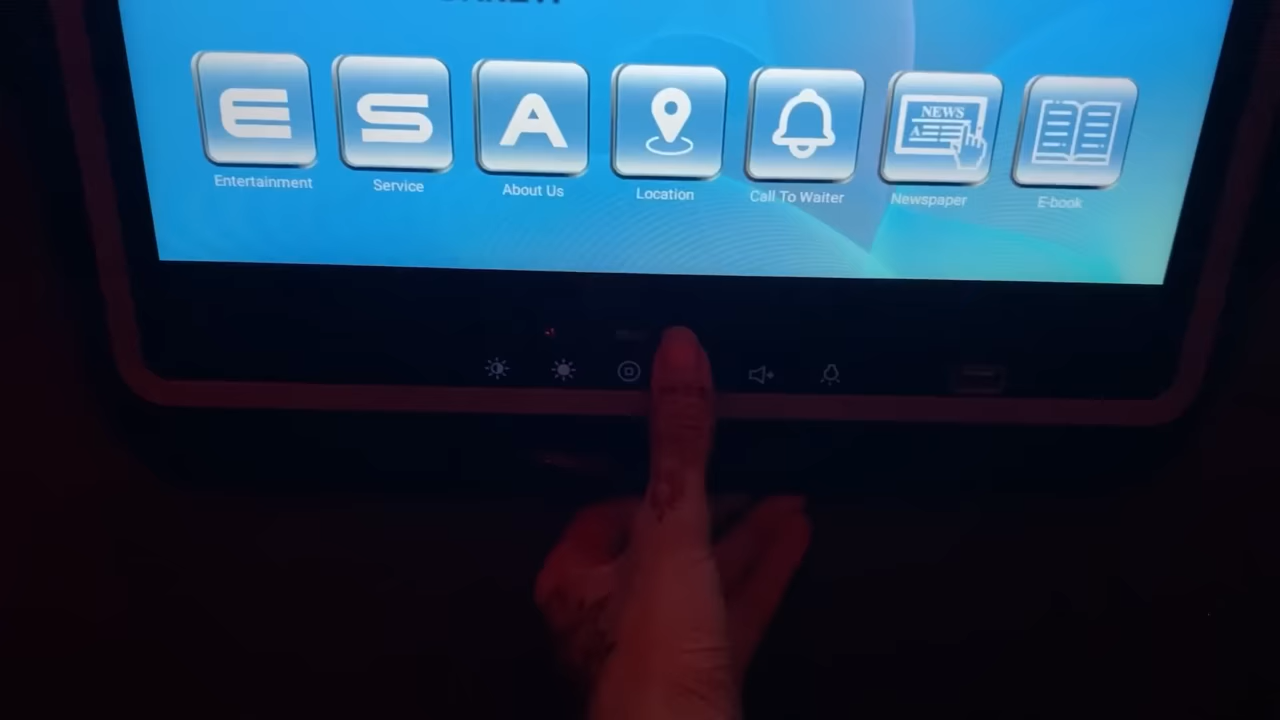 E S A
NEWS
A
Entertainment Service About Us Location Call To Waiter Newspaper E-book